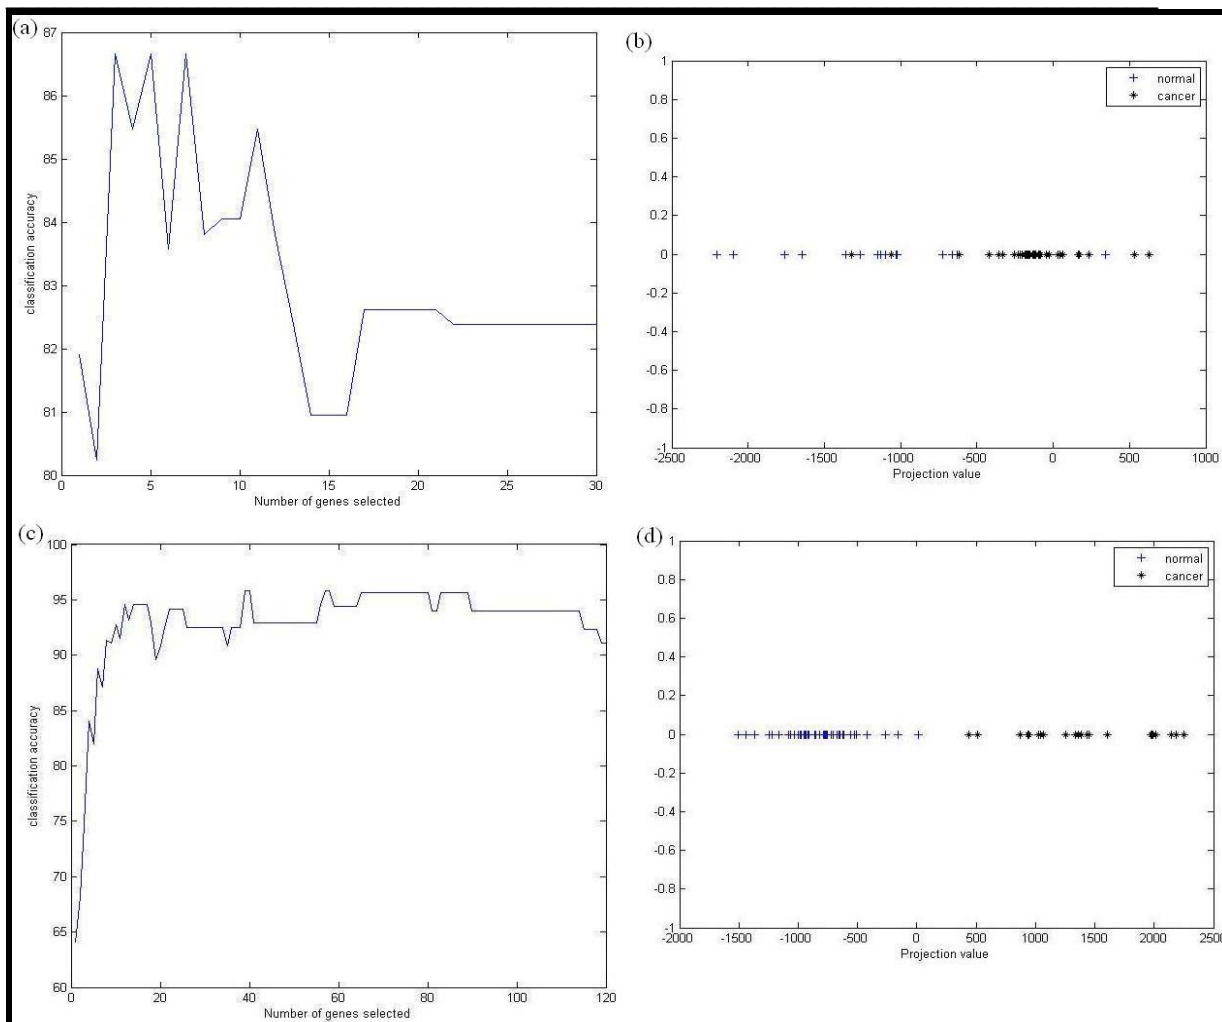 (a)
87
86
85
84
83
82
81
80
classification accuracy
0 5 10 15 20 25 30
Number of genes selected
(b)
1
0.8
0.6
0.4
0.2
0
-0.2
-0.4
-0.6
-0.8
-1
normal
cancer
-2500 -2000 -1500 -1000 -500 0 500 1000
Projection value
(c)
100
95
90
85
80
75
70
65
60
classification accuracy
0 20 40 60 80 100 120
Number of genes selected
(d)
1
0.8
0.6
0.4
0.2
0
-0.2
-0.4
-0.6
-0.8
-1
normal
cancer
-2000 -1500 -1000 -500 0 500 1000 1500 2000 2500
Projection value